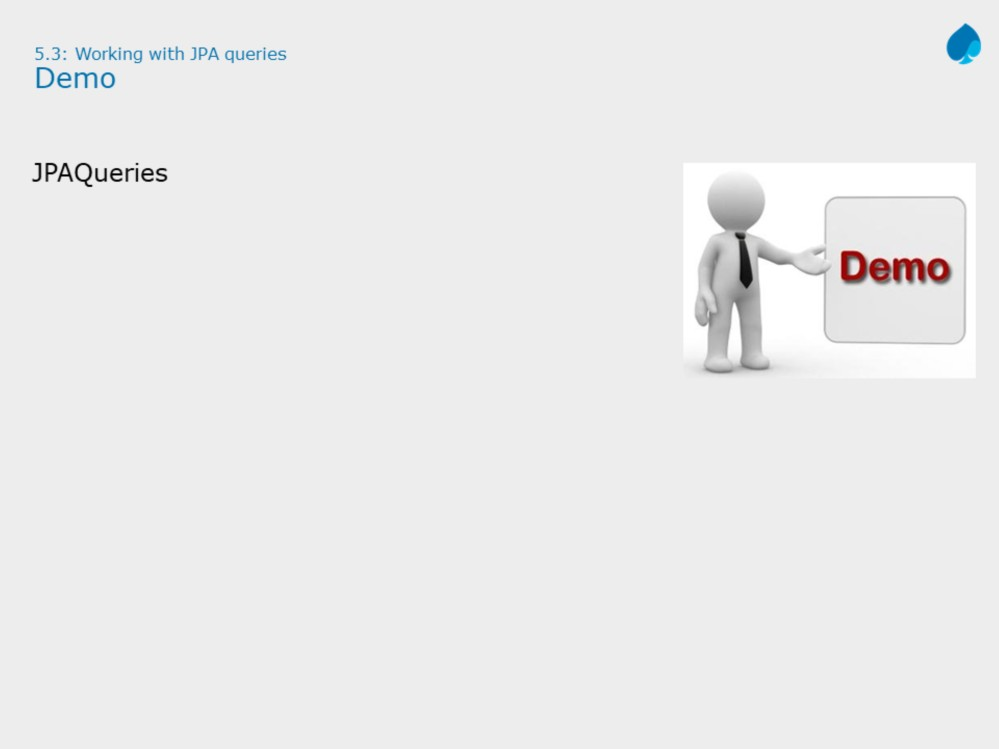 5.3: Working with JPA queries
Demo
JPAQueries
Demo